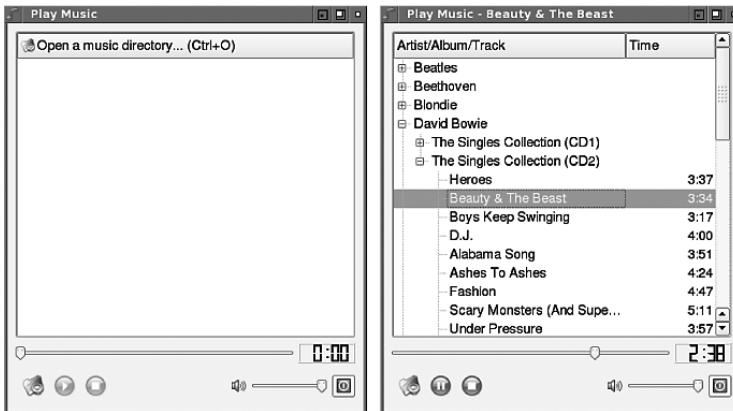 Play Music
Open a music directory... (Ctrl+O)
0:00
Play Music - Beauty & The Beast
Artist/Album/Track Time
Beatles
Beethoven
Blondie
David Bowie
The Singles Collection (CD1)
The Singles Collection (CD2)
Heroes 3:37
Beauty & The Beast 3:34
Boys Keep Swinging 3:17
D.J. 4:00
Alabama Song 3:51
Ashes To Ashes 4:24
Fashion 4:47
Scary Monsters (And Supe... 5:11
Under Pressure 3:57
2:38